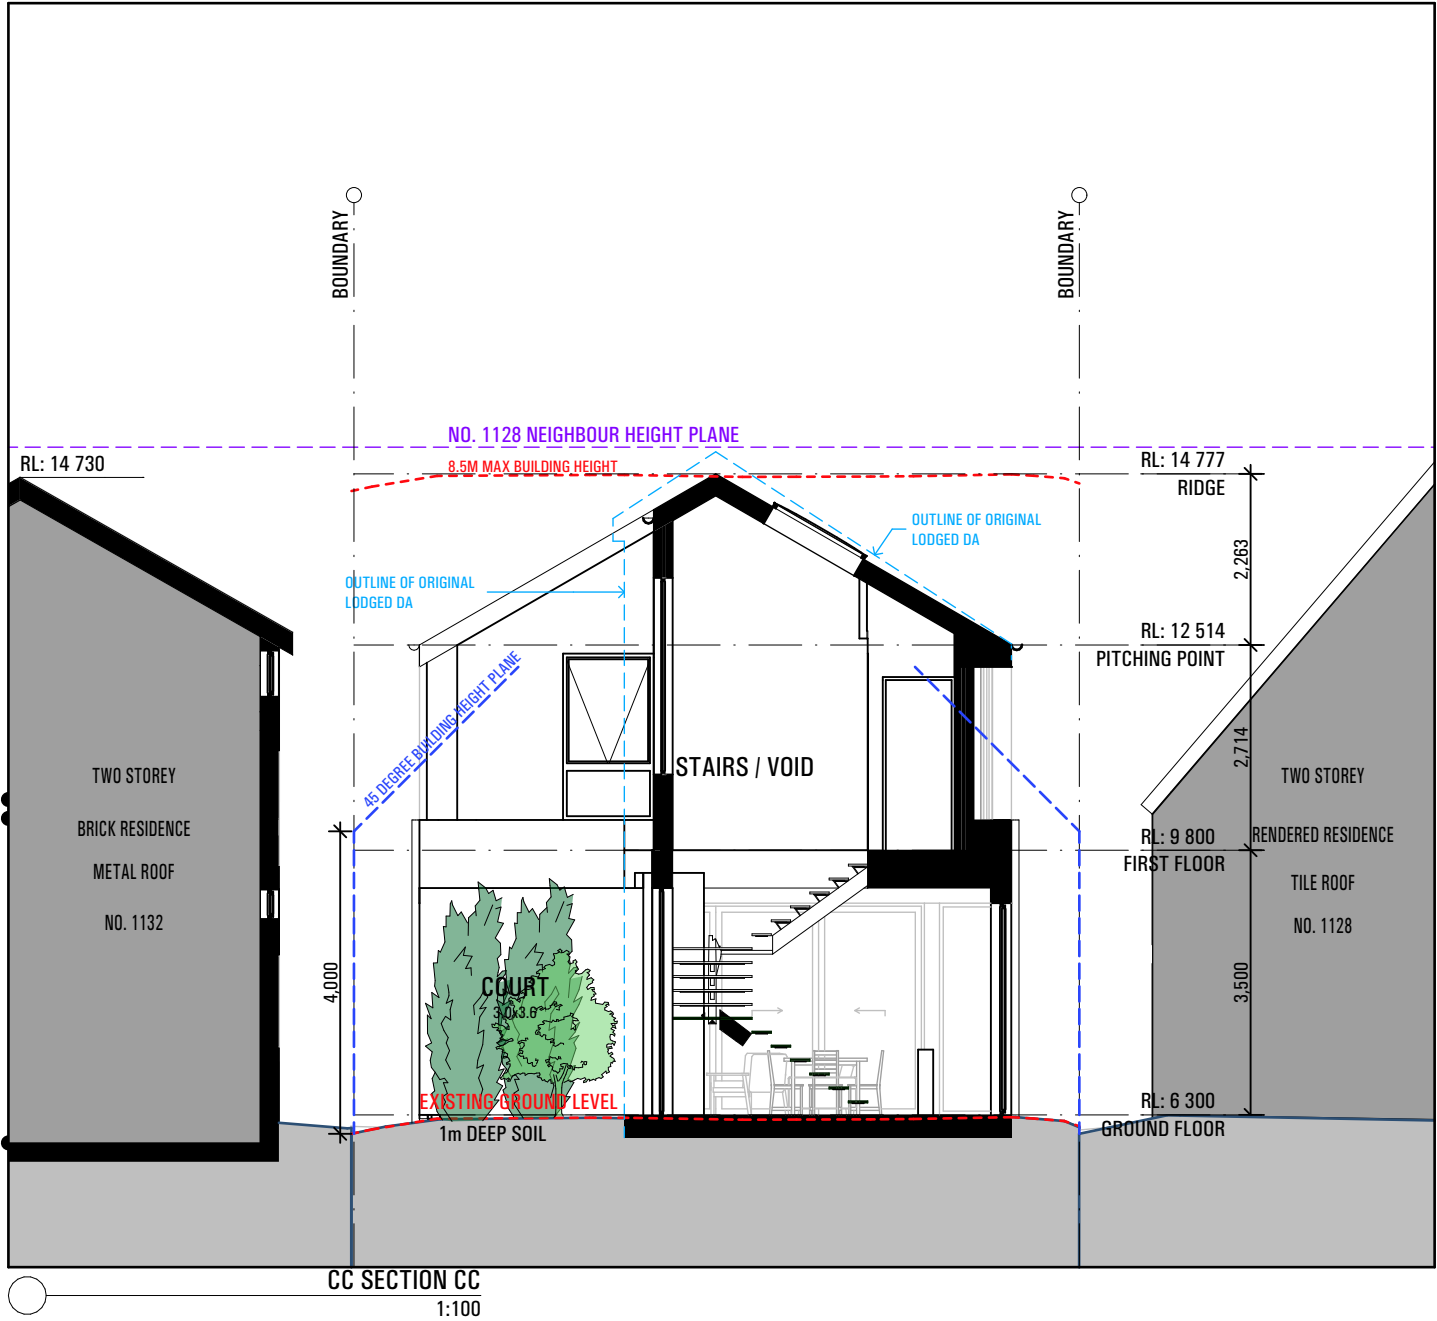 BOUNDARY
BOUNDARY
NO. 1128 NEIGHBOUR HEIGHT PLANE
RL: 14 730
8.5M MAX BUILDING HEIGHT
RL: 14 777
RIDGE
OUTLINE OF ORIGINAL
LODGED DA
2,263
OUTLINE OF ORIGINAL
LODGED DA
RL: 12 514
PITCHING POINT
45 DEGREE BUILDING HEIGHT PLANE
2,714
STAIRS / VOID
TWO STOREY
BRICK RESIDENCE
METAL ROOF
NO. 1132
TWO STOREY
RENDERED RESIDENCE
TILE ROOF
NO. 1128
RL: 9 800
FIRST FLOOR
4,000
COURT
3,500
EXISTING GROUND LEVEL
1m DEEP SOIL
RL: 6 300
GROUND FLOOR
CC SECTION CC
1:100